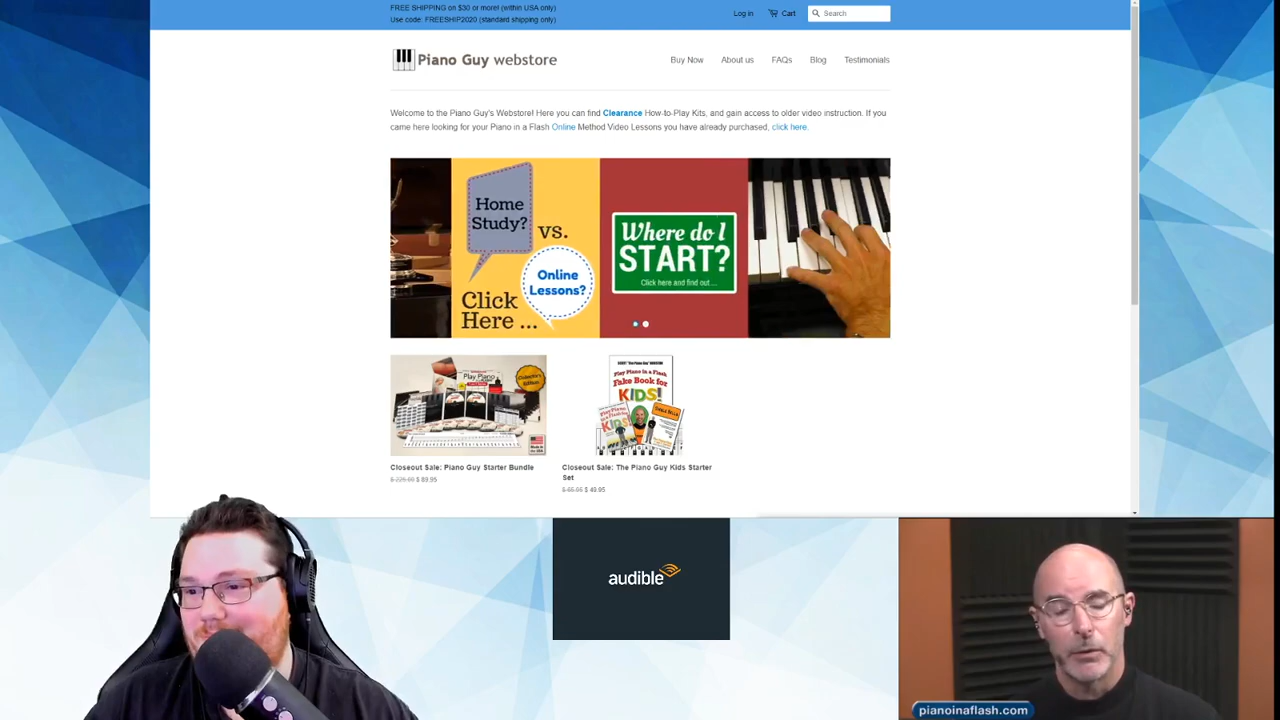 FREE SHIPPING on $30 or more! (within USA only)
Use code: FREESHIP2020 (standard shipping only)
Log in
Cart
Search
Piano Guy webstore
Buy Now
About us
FAQs
Blog
Testimonials
Welcome to the Piano Guy's Webstore! Here you can find Clearance How-to-Play Kits, and gain access to older video instruction. If you
came here looking for your Piano in a Flash Online Method Video Lessons you have already purchased, click here.
Home
Study?
vs.
Online
Lessons?
Click
Here ...
Where do I
START?
Click here and find out ...
Play Piano
Play Piano in a Flash
Fake Book for
KIDS!
Closeout Sale: Piano Guy Starter Bundle
$ 89.95
Closeout Sale: The Piano Guy Kids Starter
Set
$ 49.95
audible
pianoinaflash.com